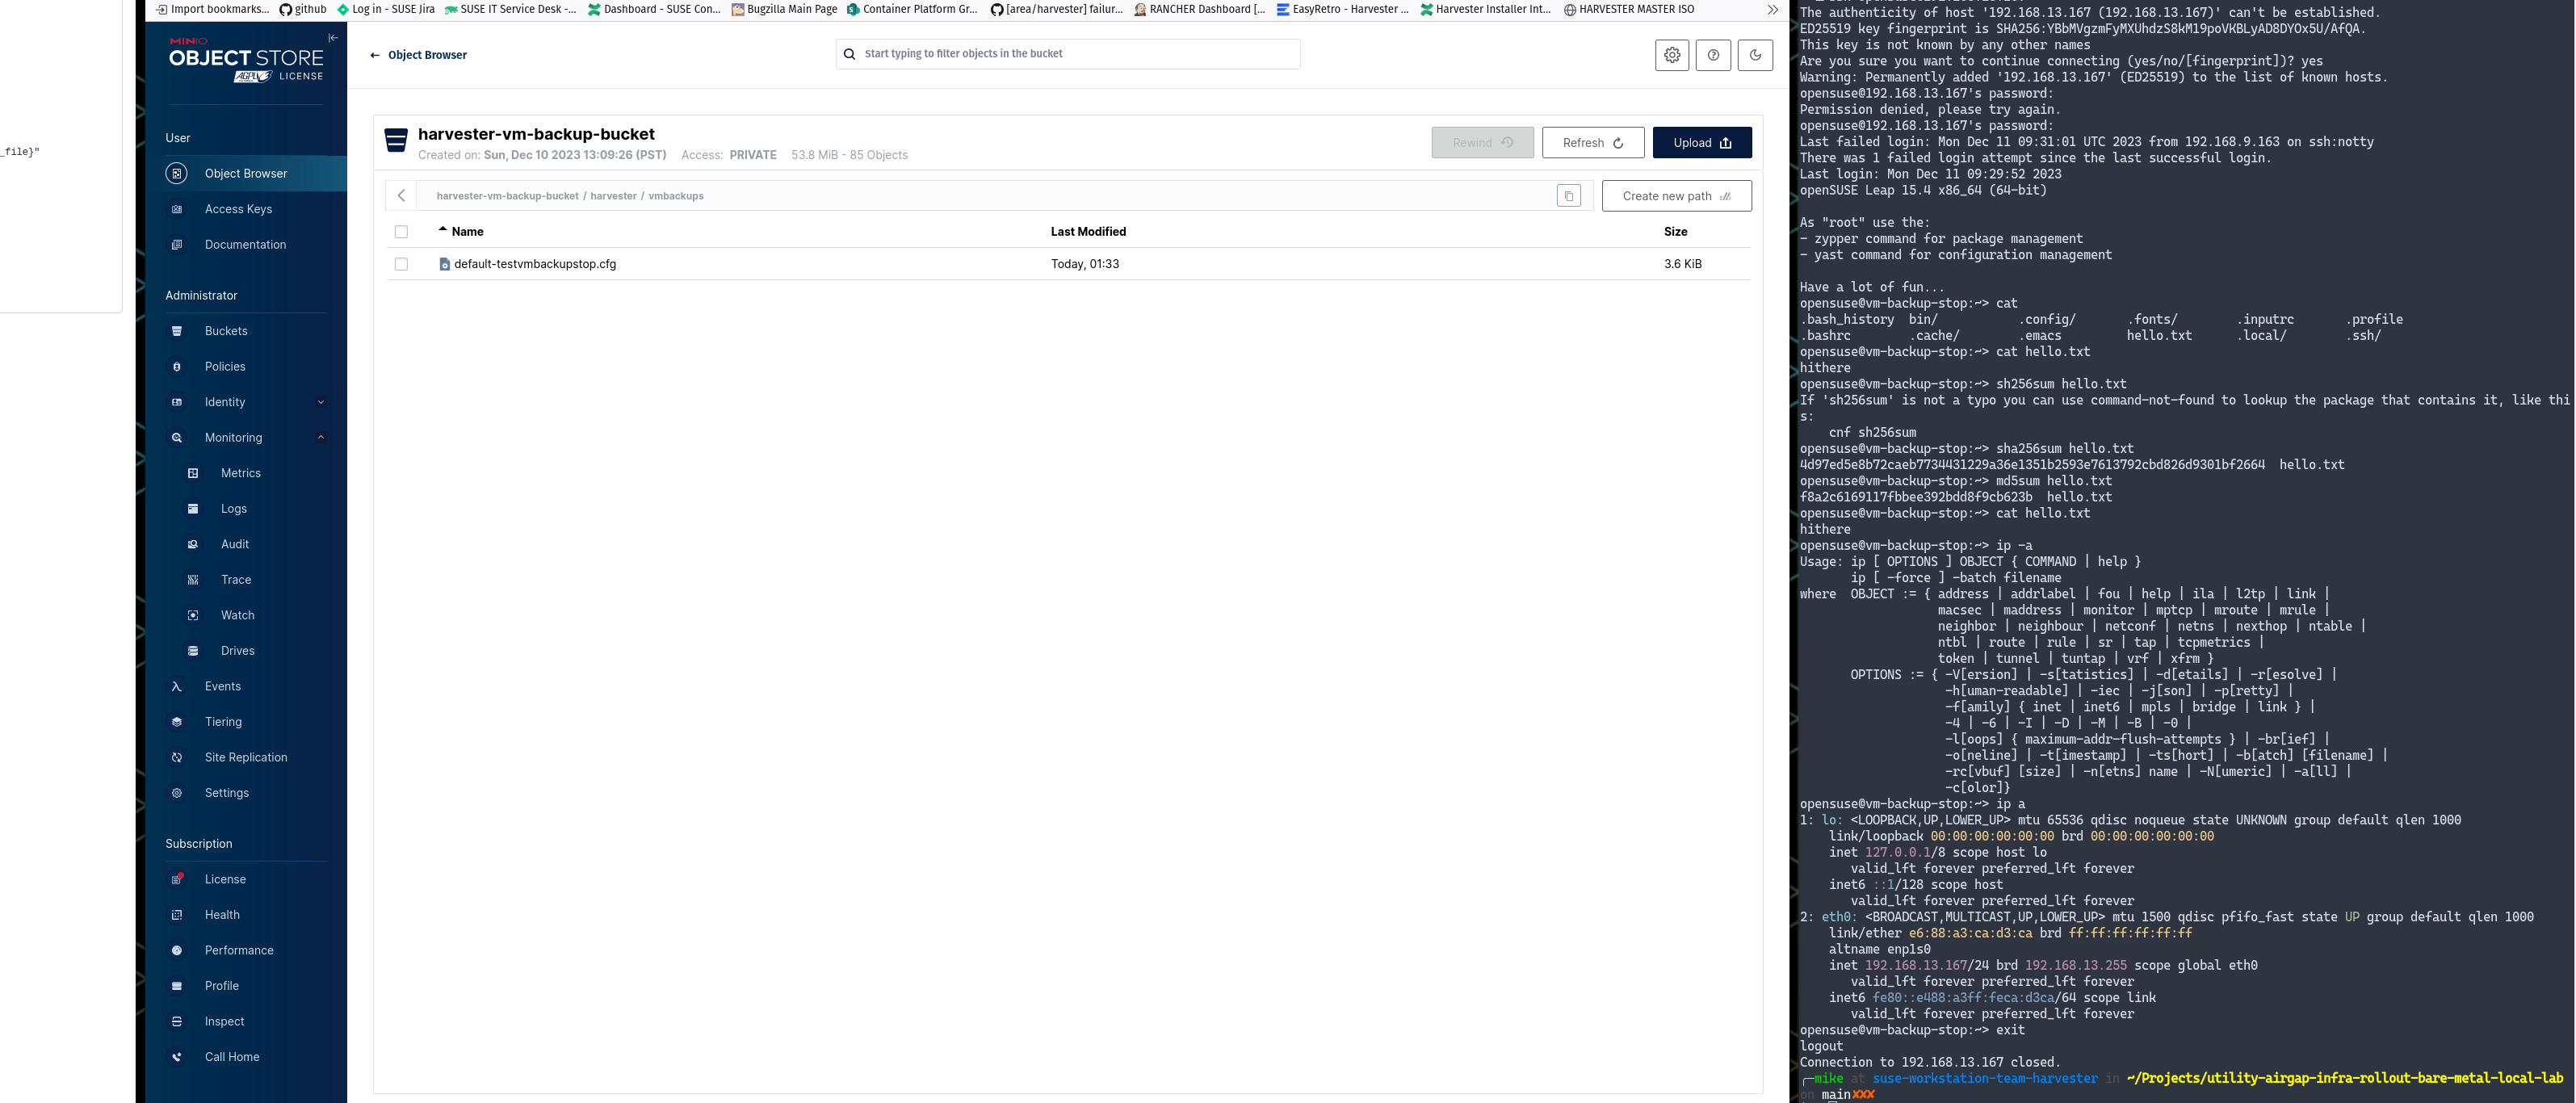 Import bookmarks...
github
Log in - SUSE Jira
SUSE IT Service Desk -...
Dashboard - SUSE Con...
Bugzilla Main Page
Container Platform Gr...
[area/harvester] failur...
RANCHER Dashboard [...
EasyRetro - Harvester ...
Harvester Installer Int...
HARVESTER MASTER ISO
_file}"
MINIO
OBJECT STORE
AGPLV3 LICENSE
User
Object Browser
Access Keys
Documentation
Administrator
Buckets
Policies
Identity
Monitoring
Metrics
Logs
Audit
Trace
Watch
Drives
Events
Tiering
Site Replication
Settings
Subscription
License
Health
Performance
Profile
Inspect
Call Home
Object Browser
Start typing to filter objects in the bucket
harvester-vm-backup-bucket
Created on: Sun, Dec 10 2023 13:09:26 (PST) Access: PRIVATE 53.8 MiB - 85 Objects
Rewind
Refresh
Upload
harvester-vm-backup-bucket / harvester / vmbackups
Create new path
Name Last Modified Size
default-testvmbackupstop.cfg Today, 01:33 3.6 KiB
The authenticity of host '192.168.13.167 (192.168.13.167)' can't be established.
ED25519 key fingerprint is SHA256:YBbMVgzmFyMXUhdzS8kM19poVKBLyAD8DYOx5U/AfQA.
This key is not known by any other names
Are you sure you want to continue connecting (yes/no/[fingerprint])? yes
Warning: Permanently added '192.168.13.167' (ED25519) to the list of known hosts.
opensuse@192.168.13.167's password:
Permission denied, please try again.
opensuse@192.168.13.167's password:
Last failed login: Mon Dec 11 09:31:01 UTC 2023 from 192.168.9.163 on ssh:notty
There was 1 failed login attempt since the last successful login.
Last login: Mon Dec 11 09:29:52 2023
openSUSE Leap 15.4 x86_64 (64-bit)
As "root" use the:
- zypper command for package management
- yast command for configuration management
Have a lot of fun...
opensuse@vm-backup-stop:~> cat
.bash_history bin/ .config/ .fonts/ .inputrc .profile
.bashrc .cache/ .emacs hello.txt .local/ .ssh/
opensuse@vm-backup-stop:~> cat hello.txt
hithere
opensuse@vm-backup-stop:~> sh256sum hello.txt
If 'sh256sum' is not a typo you can use command-not-found to lookup the package that contains it, like thi
s:
cnf sh256sum
opensuse@vm-backup-stop:~> sha256sum hello.txt
4d97ed5e8b72caeb7734431229a36e1351b2593e7613792cbd826d9301bf2664 hello.txt
opensuse@vm-backup-stop:~> md5sum hello.txt
f8a2c6169117fbbee392bdd8f9cb623b hello.txt
opensuse@vm-backup-stop:~> cat hello.txt
hithere
opensuse@vm-backup-stop:~> ip -a
Usage: ip [ OPTIONS ] OBJECT { COMMAND | help }
ip [ -force ] -batch filename
where OBJECT := { address | addrlabel | fou | help | ila | l2tp | link |
macsec | maddress | monitor | mptcp | mroute | mrule |
neighbor | neighbour | netconf | netns | nexthop | ntable |
ntbl | route | rule | sr | tap | tcpmetrics |
token | tunnel | tuntap | vrf | xfrm }
OPTIONS := { -V[ersion] | -s[tatistics] | -d[etails] | -r[esolve] |
-h[uman-readable] | -iec | -j[son] | -p[retty] |
-f[amily] { inet | inet6 | mpls | bridge | link } |
-4 | -6 | -I | -D | -M | -B | -0 |
-l[oops] { maximum-addr-flush-attempts } | -br[ief] |
-o[neline] | -t[imestamp] | -ts[hort] | -b[atch] [filename] |
-rc[vbuf] [size] | -n[etns] name | -N[umeric] | -a[ll] |
-c[olor]}
opensuse@vm-backup-stop:~> ip a
1: lo: <LOOPBACK,UP,LOWER_UP> mtu 65536 qdisc noqueue state UNKNOWN group default qlen 1000
link/loopback 00:00:00:00:00:00 brd 00:00:00:00:00:00
inet 127.0.0.1/8 scope host lo
valid_lft forever preferred_lft forever
inet6 ::1/128 scope host
valid_lft forever preferred_lft forever
2: eth0: <BROADCAST,MULTICAST,UP,LOWER_UP> mtu 1500 qdisc pfifo_fast state UP group default qlen 1000
link/ether e6:88:a3:ca:d3:ca brd ff:ff:ff:ff:ff:ff
altname enp1s0
inet 192.168.13.167/24 brd 192.168.13.255 scope global eth0
valid_lft forever preferred_lft forever
inet6 fe80::e488:a3ff:feca:d3ca/64 scope link
valid_lft forever preferred_lft forever
opensuse@vm-backup-stop:~> exit
logout
Connection to 192.168.13.167 closed.
mike at suse-workstation-team-harvester in ~/Projects/utility-airgap-infra-rollout-bare-metal-local-lab
on main✘✘✘